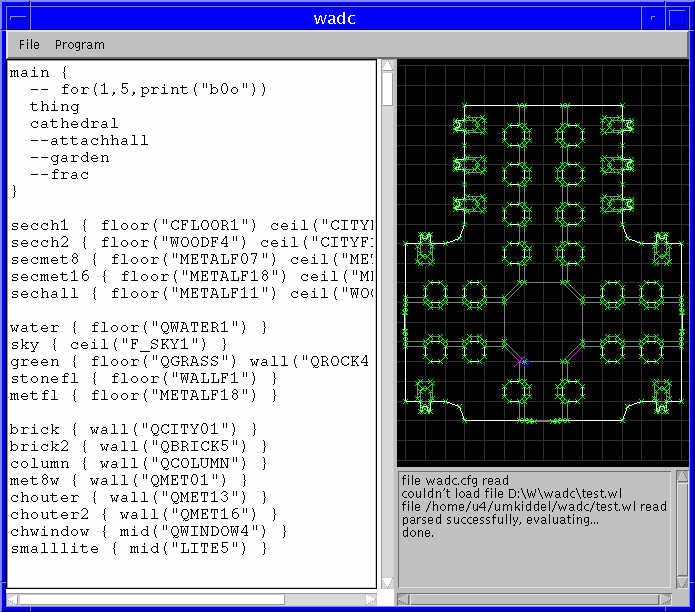 wadc
File Program
main {
  -- for(1,5,print("b0o"))
  thing
  cathedral
  --attachhall
  --garden
  --frac
}
secch1 { floor("CFLOOR1") ceil("CITY
secch2 { floor("WOODF4") ceil("CITYF
secmet8 { floor("METALF07") ceil("ME
secmet16 { floor("METALF18") ceil("M
sechall { floor("METALF11") ceil("WO
water { floor("QWATER1") }
sky { ceil("F_SKY1") }
green { floor("QGRASS") wall("QROCK4
stonefl { floor("WALLF1") }
metfl { floor("METALF18") }
brick { wall("QCITY01") }
brick2 { wall("QBRICK5") }
column { wall("QCOLUMN") }
met8w { wall("QMET01") }
chouter { wall("QMET13") }
chouter2 { wall("QMET16") }
chwindow { mid("QWINDOW4") }
smalllite { mid("LITE5") }
file wadc.cfg read
couldn't load file D:\W\wadc\test.wl
file /home/u4/umkiddel/wadc/test.wl read
parsed successfully, evaluating...
done.